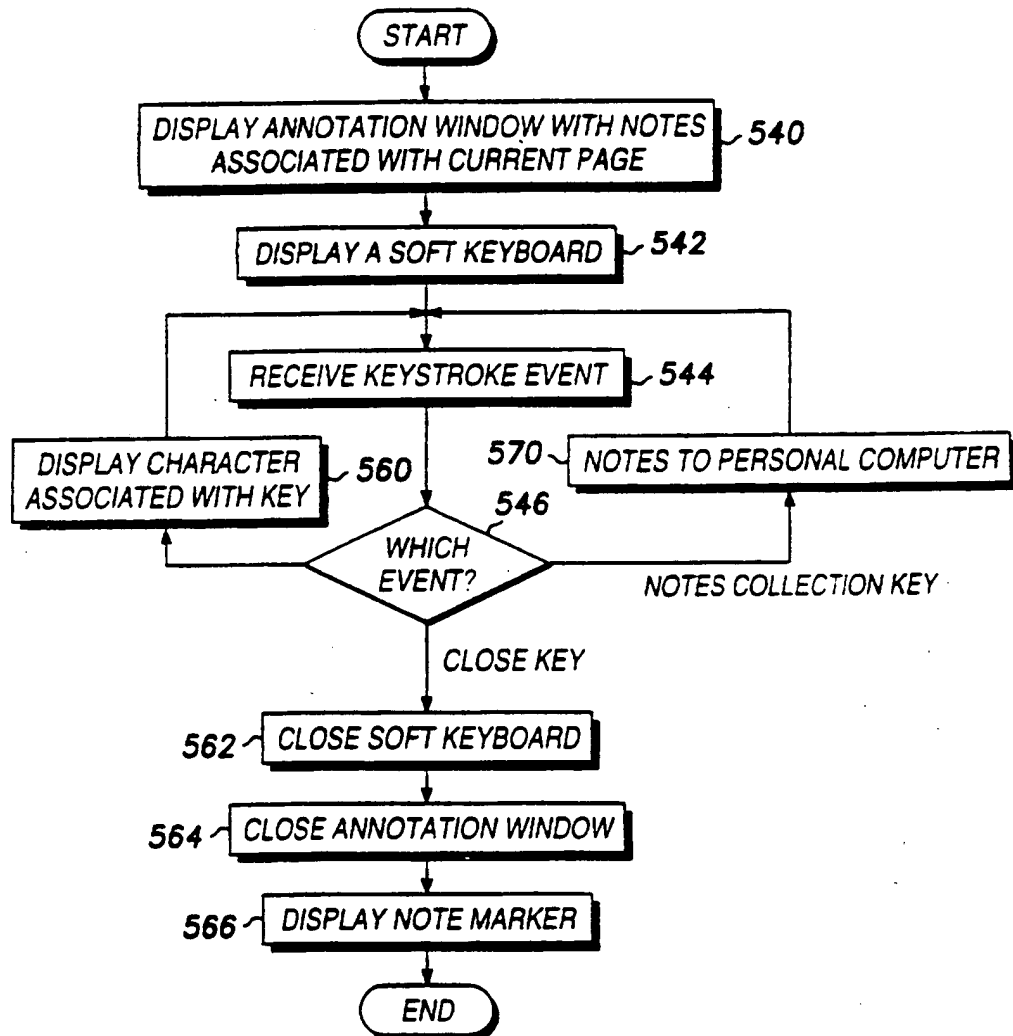 START
DISPLAY ANNOTATION WINDOW WITH NOTES
ASSOCIATED WITH CURRENT PAGE
540
DISPLAY A SOFT KEYBOARD
542
RECEIVE KEYSTROKE EVENT
544
DISPLAY CHARACTER
ASSOCIATED WITH KEY
560
570
NOTES TO PERSONAL COMPUTER
546
WHICH
EVENT?
NOTES COLLECTION KEY
CLOSE KEY
562
CLOSE SOFT KEYBOARD
564
CLOSE ANNOTATION WINDOW
566
DISPLAY NOTE MARKER
END